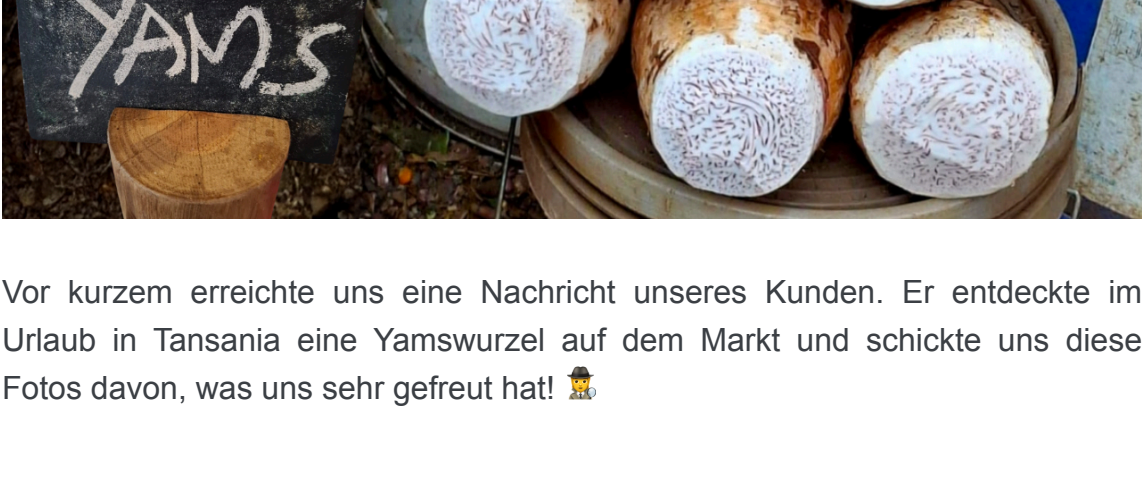 YAMS
Vor kurzem erreichte uns eine Nachricht unseres Kunden. Er entdeckte im
Urlaub in Tansania eine Yamswurzel auf dem Markt und schickte uns diese
Fotos davon, was uns sehr gefreut hat! 🕵️